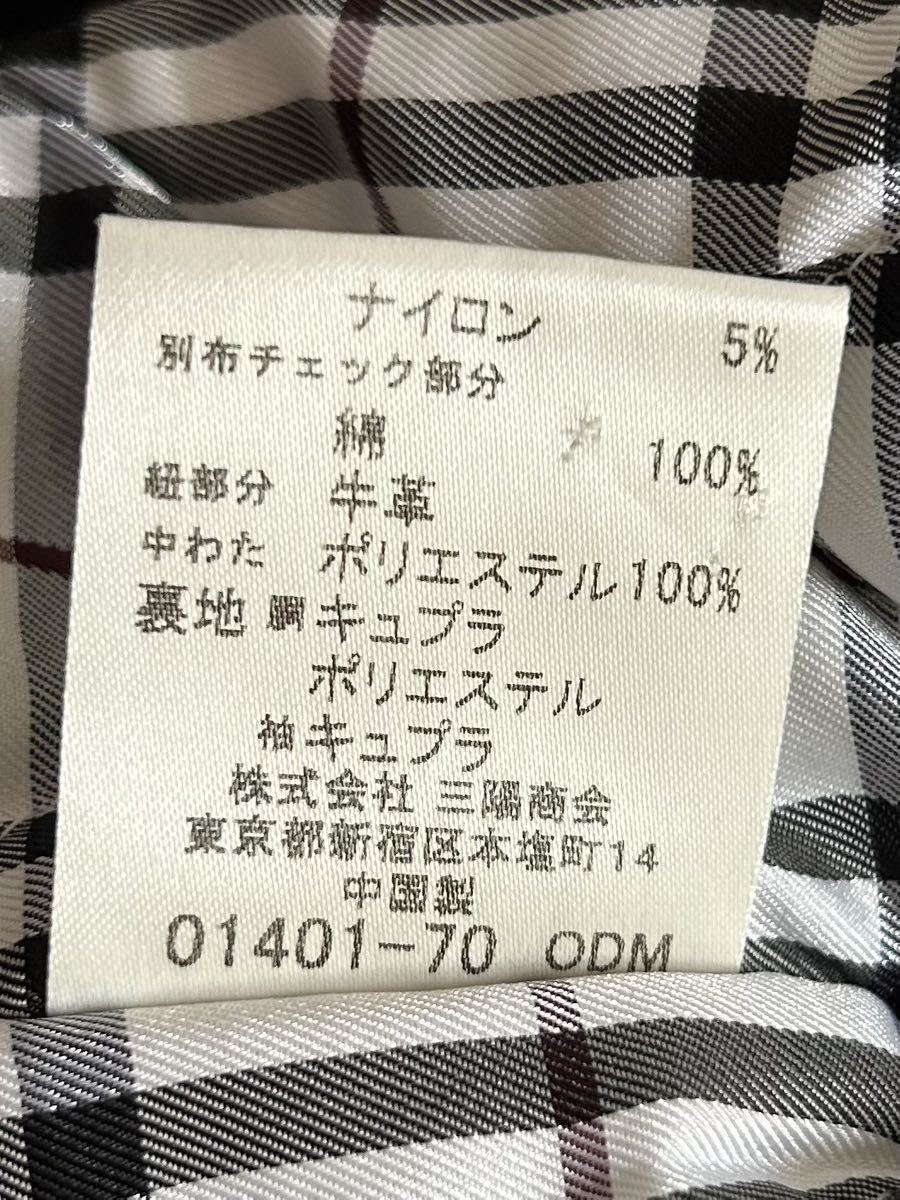 ナイロン 5%
別布チェック部分
綿 100%
紐部分 牛革
中わた ポリエステル100%
裏地 胴 キュプラ
ポリエステル
袖 キュプラ
株式会社 三陽商会
東京都新宿区本塩町14
中国製
01401-70 ODM